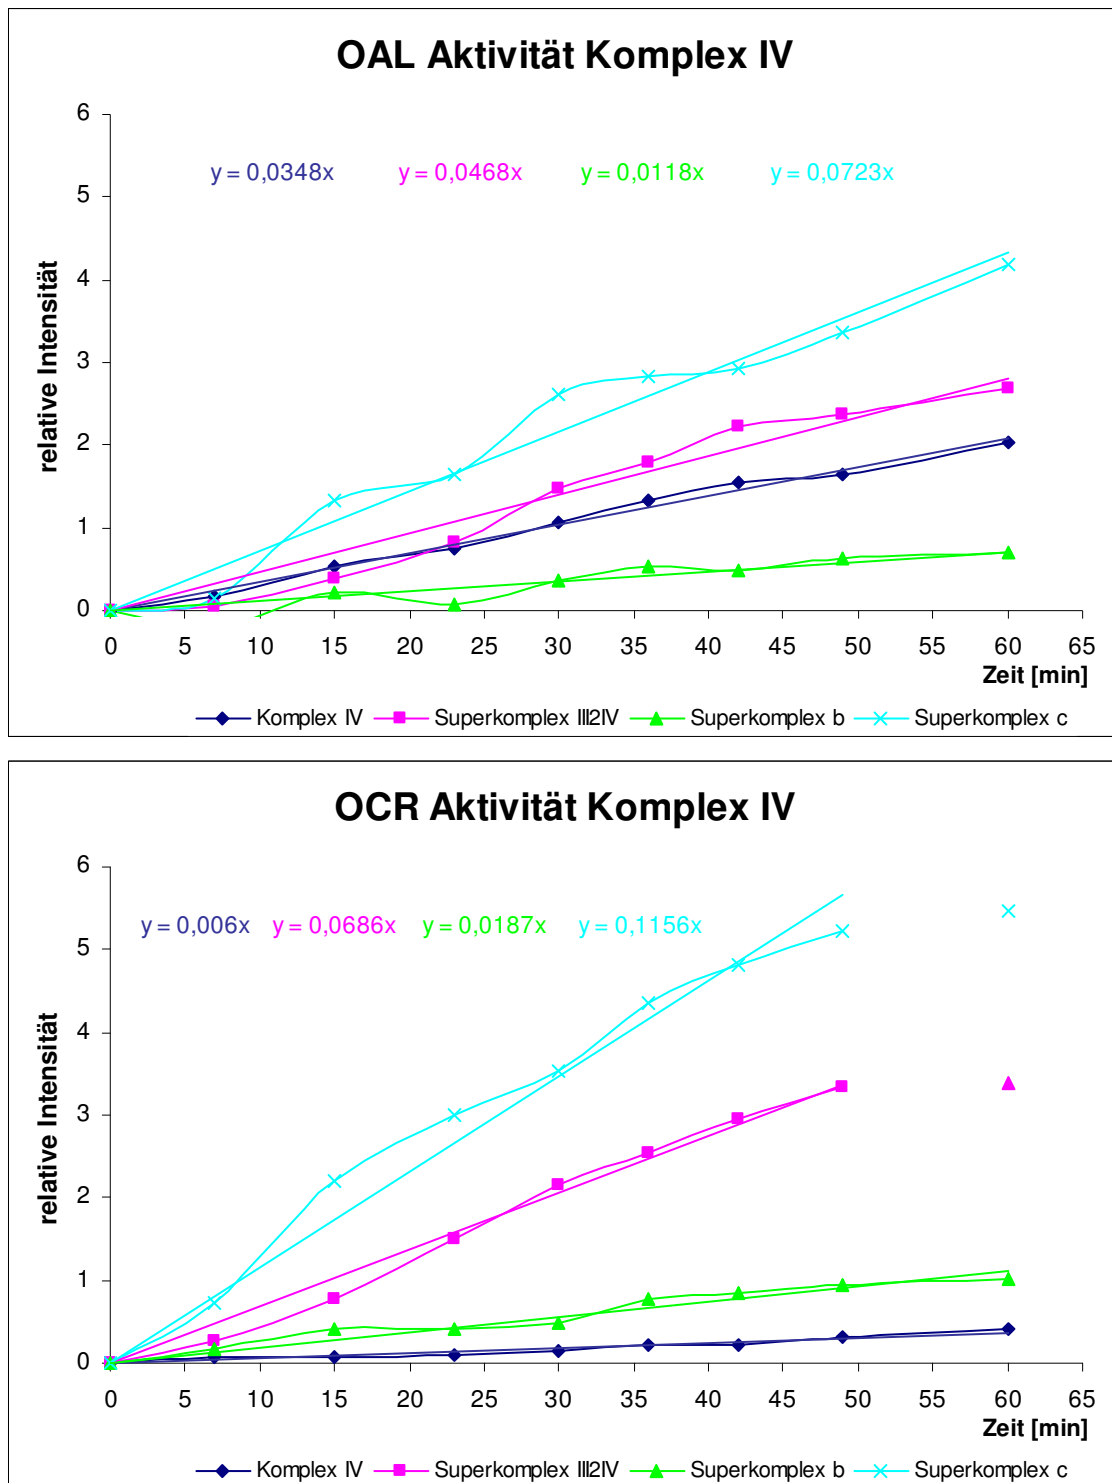 OAL Aktivität Komplex IV
6
y = 0,0348x y = 0,0468x y = 0,0118x y = 0,0723x
5
4
relative Intensität
3
2
1
0
0 5 10 15 20 25 30 35 40 45 50 55 60 65
Zeit [min]
Komplex IV Superkomplex III2IV Superkomplex b Superkomplex c
OCR Aktivität Komplex IV
6
y = 0,006x y = 0,0686x y = 0,0187x y = 0,1156x
5
4
relative Intensität
3
2
1
0
0 5 10 15 20 25 30 35 40 45 50 55 60 65
Zeit [min]
Komplex IV Superkomplex III2IV Superkomplex b Superkomplex c